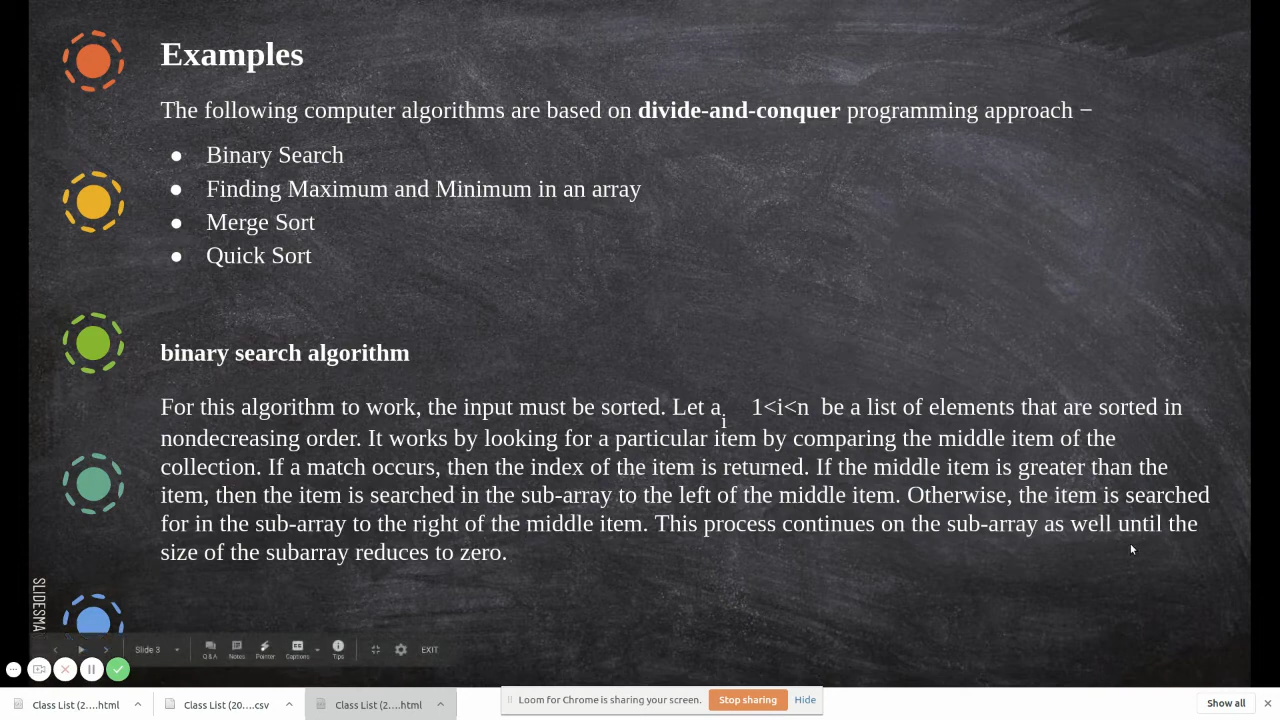 Examples
The following computer algorithms are based on divide-and-conquer programming approach −
● Binary Search
● Finding Maximum and Minimum in an array
● Merge Sort
● Quick Sort
binary search algorithm
For this algorithm to work, the input must be sorted. Let ai 1<i<n be a list of elements that are sorted in
nondecreasing order. It works by looking for a particular item by comparing the middle item of the
collection. If a match occurs, then the index of the item is returned. If the middle item is greater than the
item, then the item is searched in the sub-array to the left of the middle item. Otherwise, the item is searched
for in the sub-array to the right of the middle item. This process continues on the sub-array as well until the
size of the subarray reduces to zero.
SLIDESMA
Slide 3
Q&A Notes Pointer Captions Tips EXIT
Class List (2....html
Class List (20....csv
Class List (2....html
Loom for Chrome is sharing your screen. Stop sharing Hide
Show all